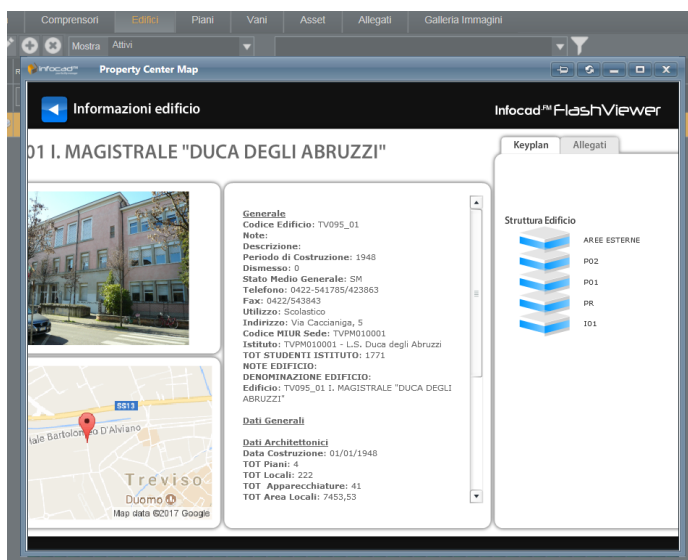 Comprensori Edifici Piani Vani Asset Allegati Galleria Immagini
Mostra Attivi
infocad™ Property Center Map
Informazioni edificio
Infocad.FM FlashViewer
01 I. MAGISTRALE "DUCA DEGLI ABRUZZI"
Keyplan Allegati
Generale
Codice Edificio: TV095_01
Note:
Descrizione:
Periodo di Costruzione: 1948
Dismesso: 0
Stato Medio Generale: SM
Telefono: 0422-541785/423863
Fax: 0422/543843
Utilizzo: Scolastico
Indirizzo: Via Caccianiga, 5
Codice MIUR Sede: TVPM010001
Istituto: TVPM010001 - L.S. Duca degli Abruzzi
TOT STUDENTI ISTITUTO: 1771
NOTE EDIFICIO:
DENOMINAZIONE EDIFICIO:
Edificio: TV095_01 I. MAGISTRALE "DUCA DEGLI
ABRUZZI"
Dati Generali
Dati Architettonici
Data Costruzione: 01/01/1948
TOT Piani: 4
TOT Locali: 222
TOT Apparecchiature: 41
TOT Area Locali: 7453,53
Struttura Edificio
AREE ESTERNE
P02
P01
PR
I01
SS13
iale Bartolomeo D'Alviano
Treviso
Duomo
Map data ©2017 Google